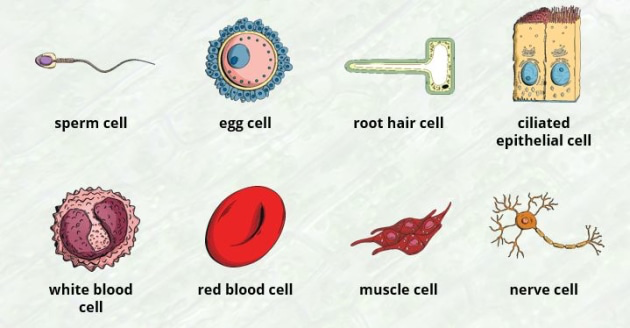 sperm cell
egg cell
root hair cell
ciliated
epithelial cell
white blood
cell
red blood cell
muscle cell
nerve cell